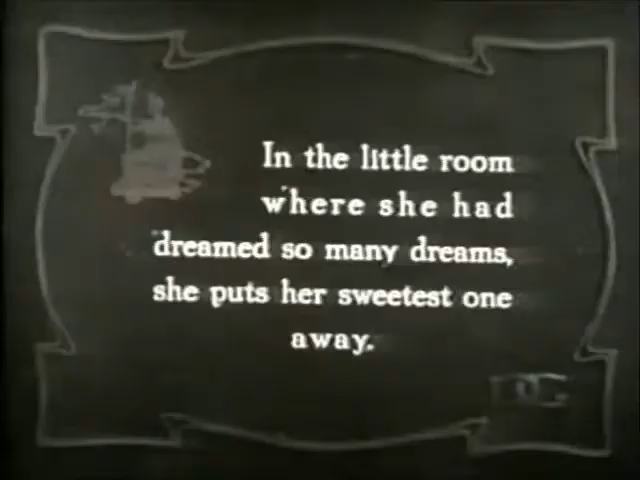 In the little room
where she had
dreamed so many dreams,
she puts her sweetest one
away.